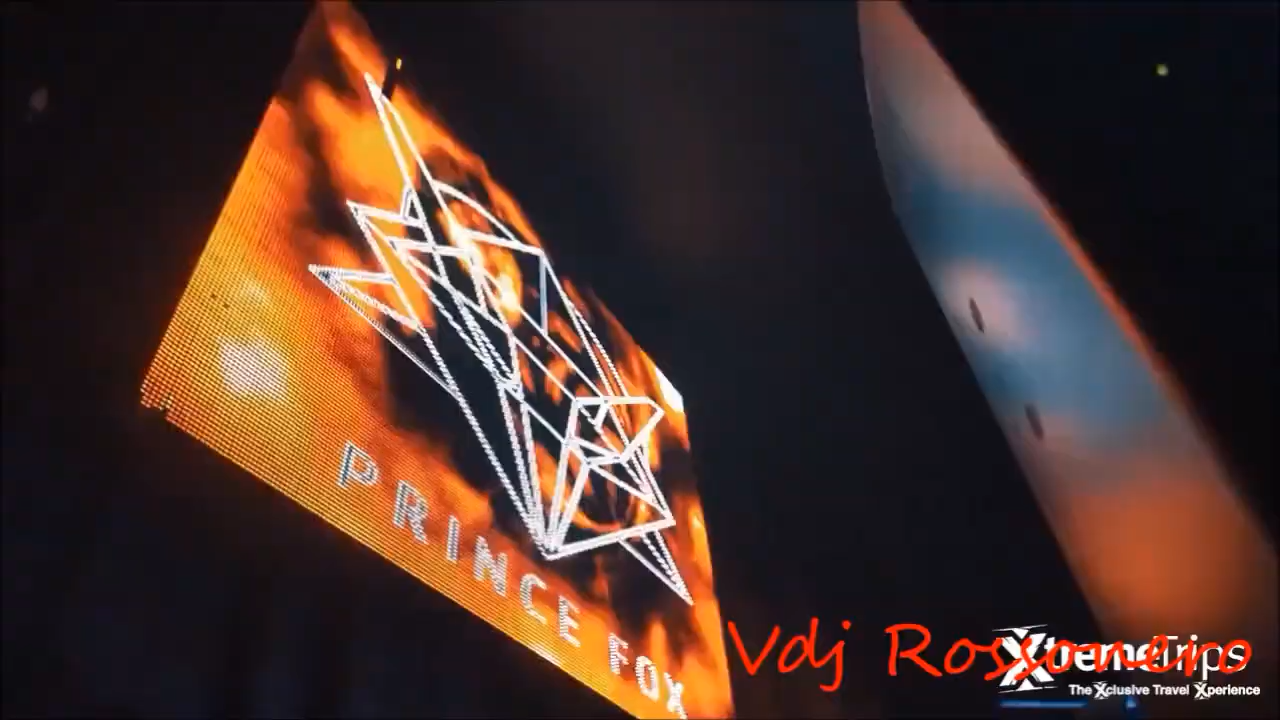 PRINCE FOX
Vdj Rossonero
XtremeTrips
The Xclusive Travel Xperience